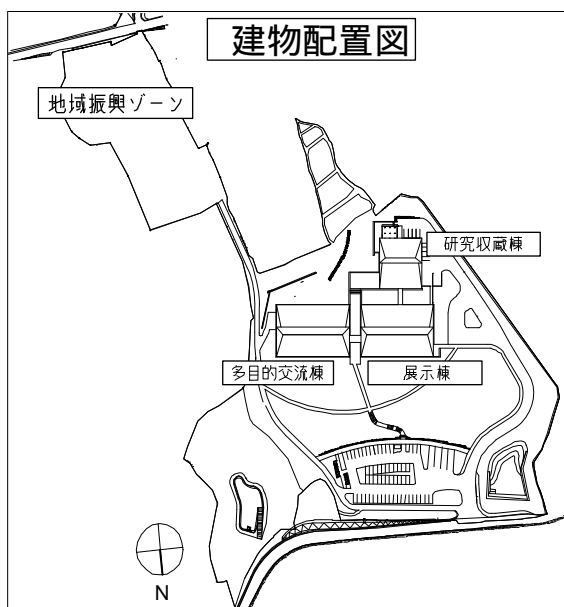 建物配置図
地域振興ゾーン
研究収蔵棟
多目的交流棟
展示棟
N